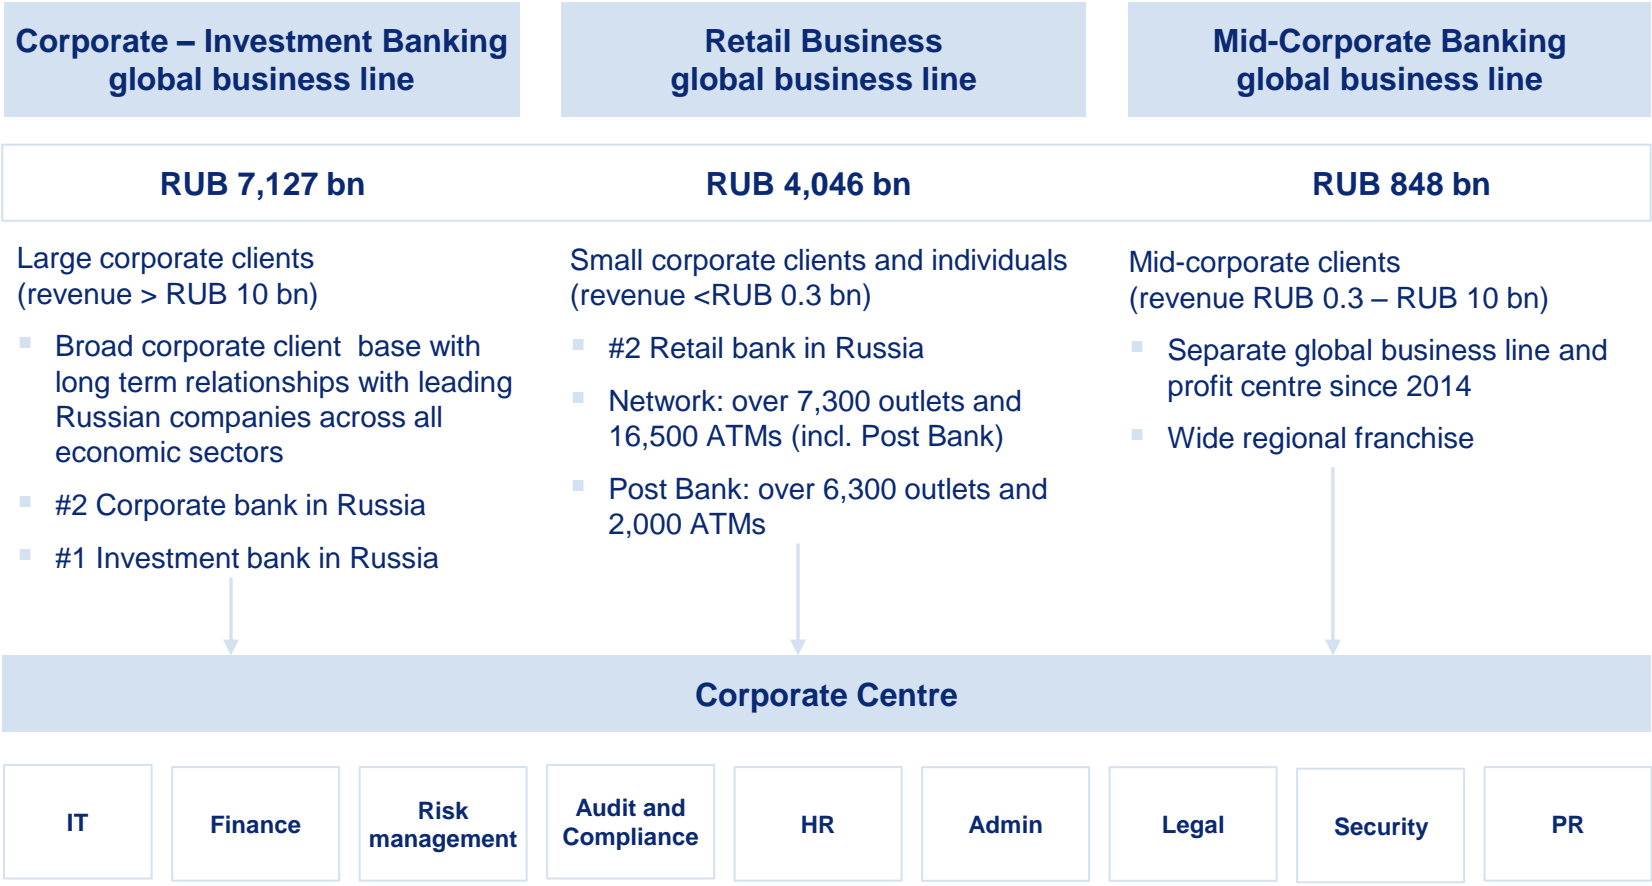 Corporate – Investment Banking
global business line
Retail Business
global business line
Mid-Corporate Banking
global business line
RUB 7,127 bn
RUB 4,046 bn
RUB 848 bn
Large corporate clients
(revenue > RUB 10 bn)
Broad corporate client  base with
long term relationships with leading
Russian companies across all
economic sectors
#2 Corporate bank in Russia
#1 Investment bank in Russia
Small corporate clients and individuals
(revenue <RUB 0.3 bn)
#2 Retail bank in Russia
Network: over 7,300 outlets and
16,500 ATMs (incl. Post Bank)
Post Bank: over 6,300 outlets and
2,000 ATMs
Mid-corporate clients
(revenue RUB 0.3 – RUB 10 bn)
Separate global business line and
profit centre since 2014
Wide regional franchise
Corporate Centre
IT
Finance
Risk
management
Audit and
Compliance
HR
Admin
Legal
Security
PR